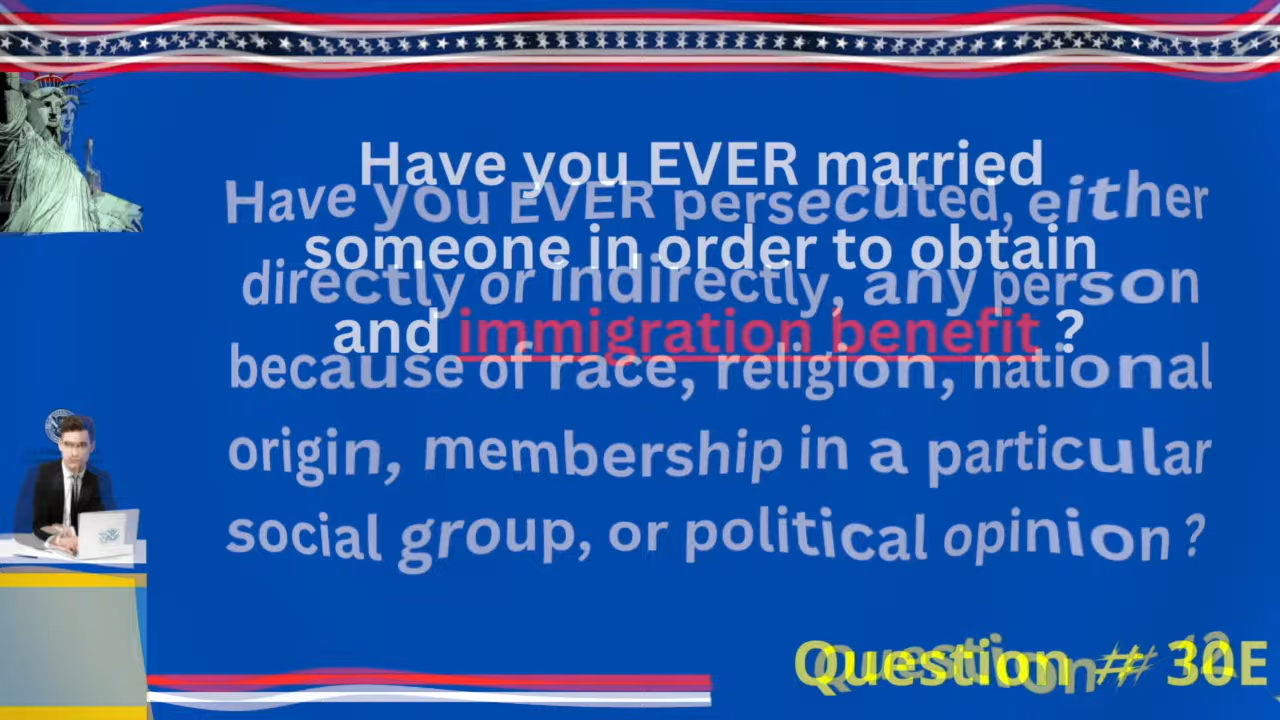 Have you EVER married
someone in order to obtain
and immigration benefit ?
Have you EVER persecuted, either
directly or indirectly, any person
because of race, religion, national
origin, membership in a particular
social group, or political opinion ?
Question # 30E
Question # 12